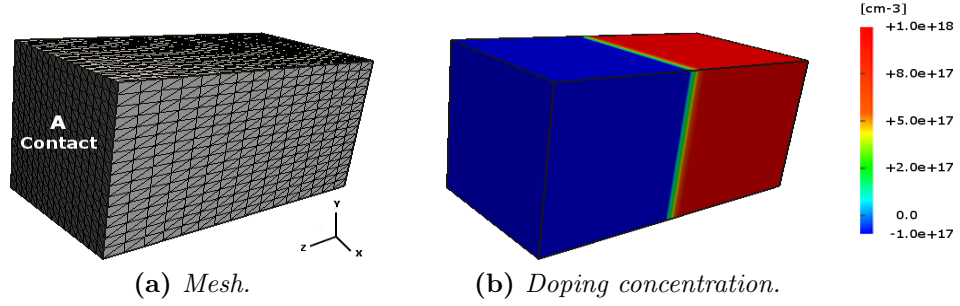 [cm-3]
+1.0e+18
+8.0e+17
+5.0e+17
+2.0e+17
0.0
-1.0e+17
A
Contact
Y
Z
X
(a) Mesh.
(b) Doping concentration.